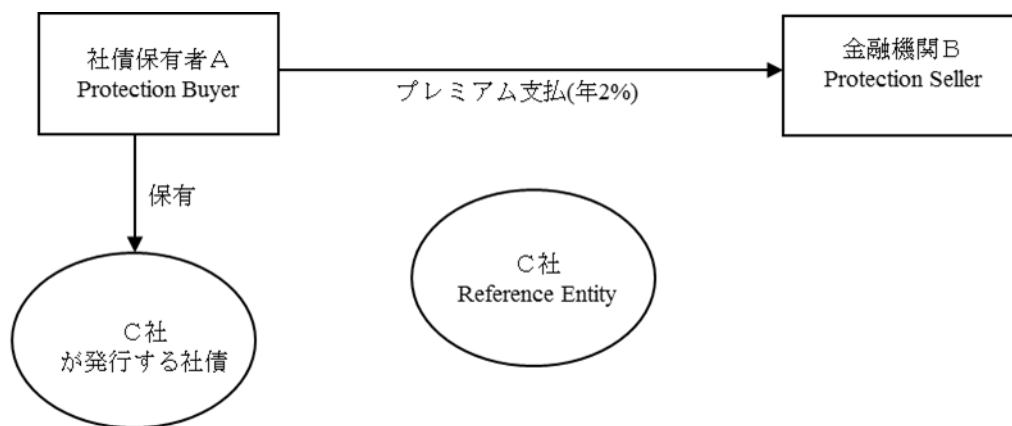 社債保有者Ａ
Protection Buyer
金融機関Ｂ
Protection Seller
プレミアム支払(年2%)
保有
Ｃ社
Reference Entity
Ｃ社
が発行する社債